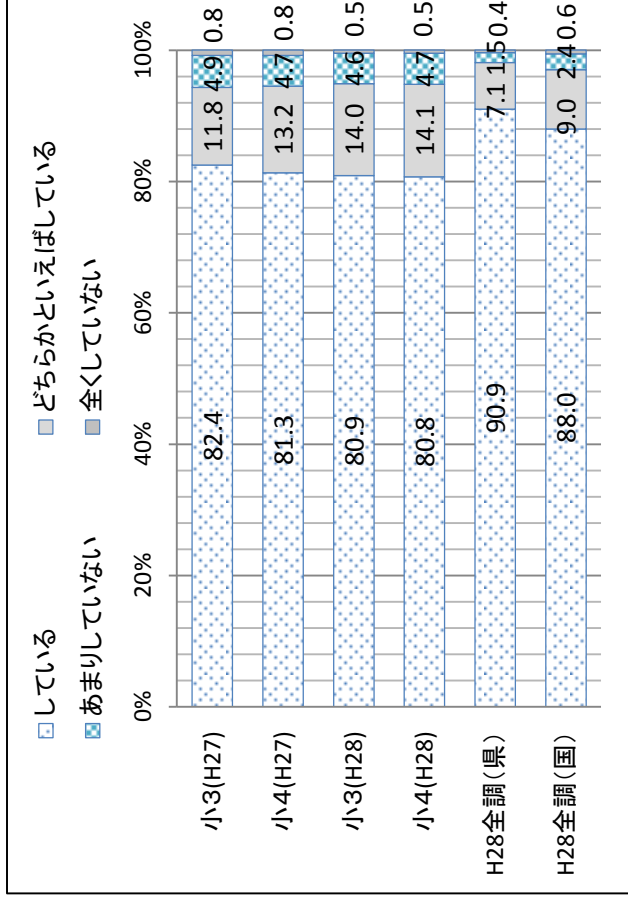 している どちらかといえばしている
あまりしていない 全くしていない
0% 20% 40% 60% 80% 100%
小3(H27) 82.4 11.8 4.9 0.8
小4(H27) 81.3 13.2 4.7 0.8
小3(H28) 80.9 14.0 4.6 0.5
小4(H28) 80.8 14.1 4.7 0.5
H28全調(県) 90.9 7.1 1.5 0.4
H28全調(国) 88.0 9.0 2.4 0.6